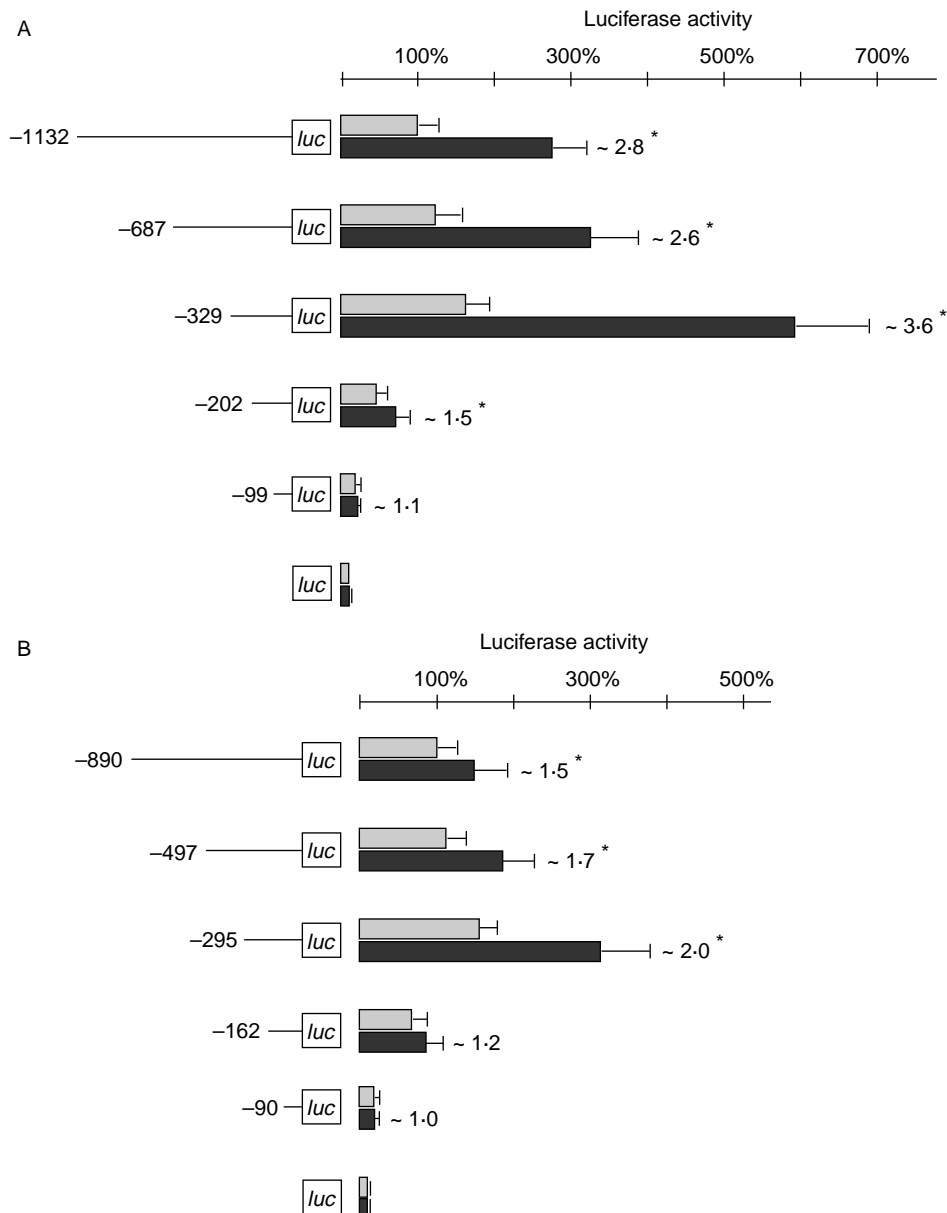 A
Luciferase activity
100% 300% 500% 700%
–1132 luc ~ 2·8 *
–687 luc ~ 2·6 *
–329 luc ~ 3·6 *
–202 luc ~ 1·5 *
–99 luc ~ 1·1
luc
B
Luciferase activity
100% 300% 500%
–890 luc ~ 1·5 *
–497 luc ~ 1·7 *
–295 luc ~ 2·0 *
–162 luc ~ 1·2
–90 luc ~ 1·0
luc